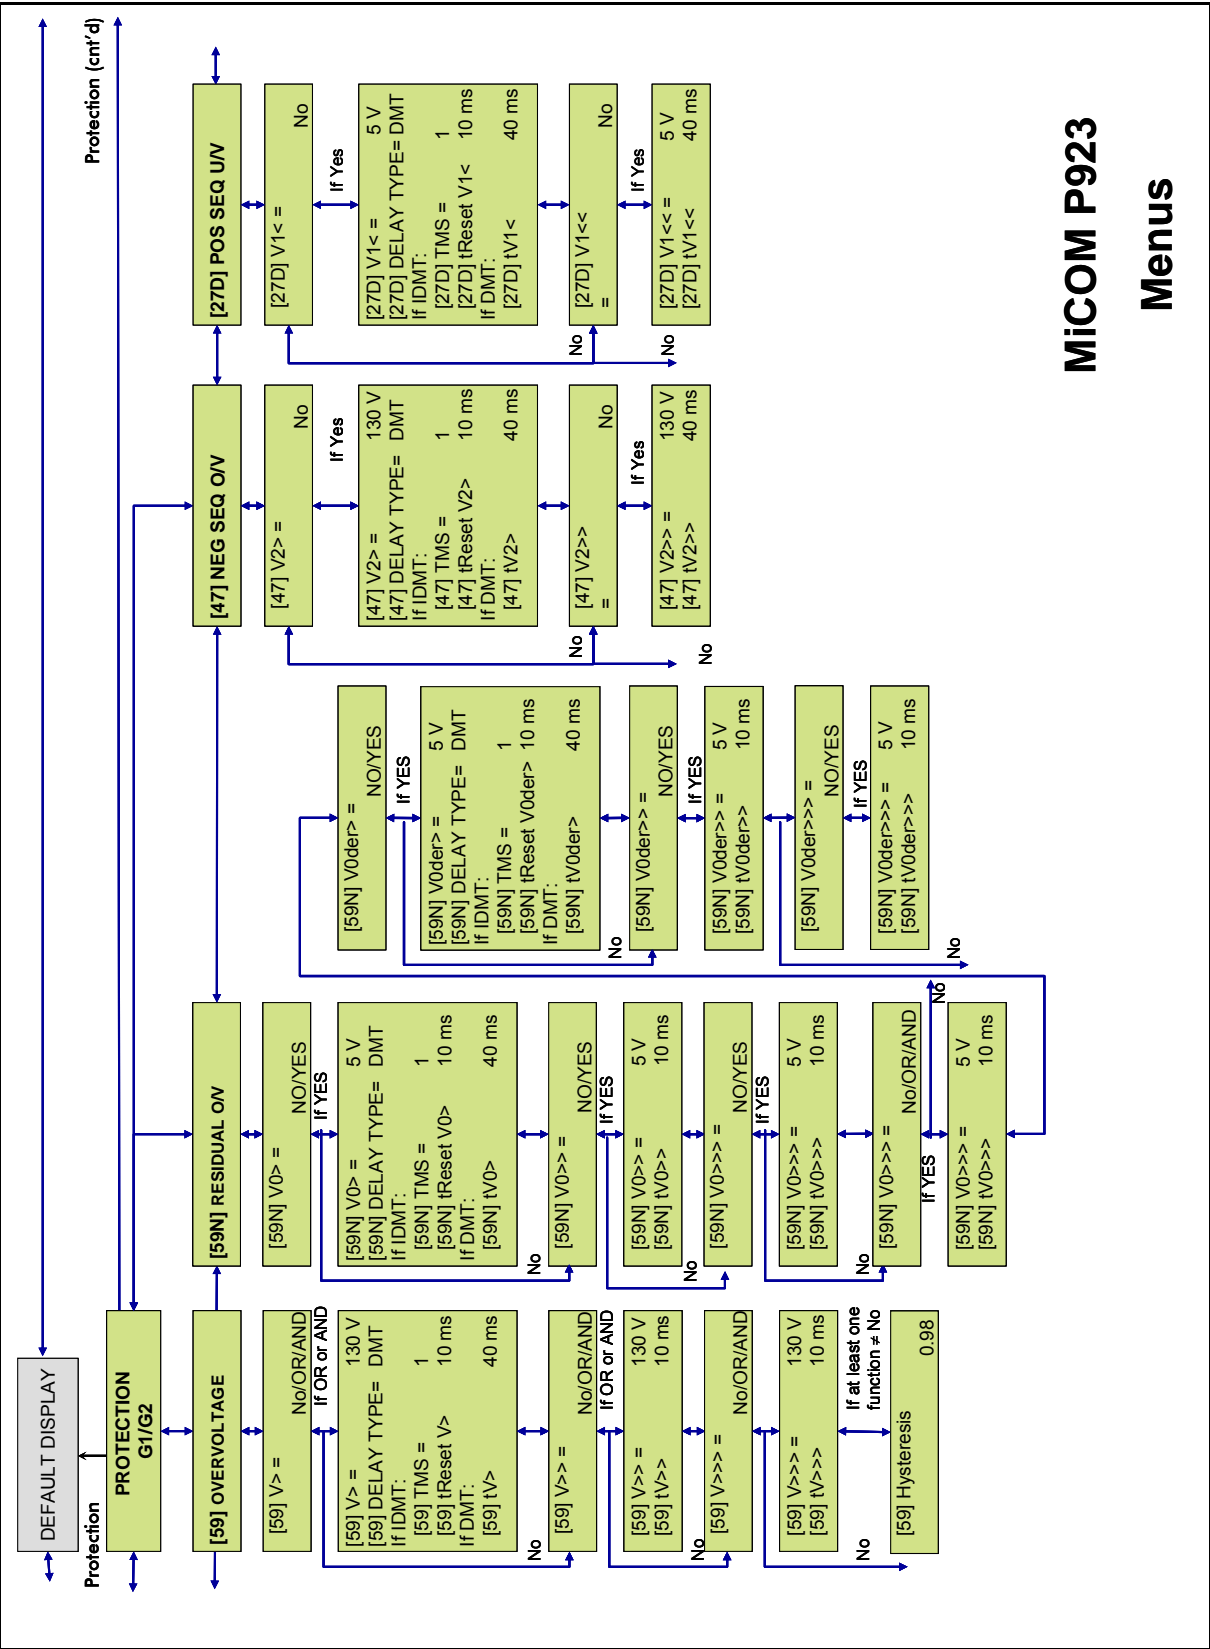 DEFAULT DISPLAY
Protection
Protection (cnt'd)
PROTECTION
G1/G2
[59] OVERVOLTAGE
[59] V> =
No/OR/AND
If OR or AND
[59] V> = 130 V
[59] DELAY TYPE= DMT
If IDMT:
[59] TMS = 1
[59] tReset V> 10 ms
If DMT:
[59] tV> 40 ms
No
[59] V>> =
No/OR/AND
If OR or AND
[59] V>> = 130 V
[59] tV>> 10 ms
No
[59] V>>> =
No/OR/AND
[59] V>>> = 130 V
[59] tV>>> 10 ms
No
If at least one
function ≠ No
[59] Hysteresis
0.98
[59N] RESIDUAL O/V
[59N] V0> =
NO/YES
If YES
[59N] V0> = 5 V
[59N] DELAY TYPE= DMT
If IDMT:
[59N] TMS = 1
[59N] tReset V0> 10 ms
If DMT:
[59N] tV0> 40 ms
No
[59N] V0>> =
NO/YES
If YES
[59N] V0>> = 5 V
[59N] tV0>> 10 ms
No
[59N] V0>>> =
NO/YES
If YES
[59N] V0>>> = 5 V
[59N] tV0>>> 10 ms
No
[59N] V0>>> =
No/OR/AND
If YES
No
[59N] V0>>> = 5 V
[59N] tV0>>> 10 ms
[59N] V0der> =
NO/YES
If YES
[59N] V0der> = 5 V
[59N] DELAY TYPE= DMT
If IDMT:
[59N] TMS = 1
[59N] tReset V0der> 10 ms
If DMT:
[59N] tV0der> 40 ms
No
[59N] V0der>> =
NO/YES
If YES
[59N] V0der>> = 5 V
[59N] tV0der>> 10 ms
[59N] V0der>>> =
NO/YES
If YES
[59N] V0der>>> = 5 V
[59N] tV0der>>> 10 ms
No
[47] NEG SEQ O/V
[47] V2> =
No
If Yes
[47] V2> = 130 V
[47] DELAY TYPE= DMT
If IDMT:
[47] TMS = 1
[47] tReset V2> 10 ms
If DMT:
[47] tV2> 40 ms
No
[47] V2>>
= No
If Yes
[47] V2>> = 130 V
[47] tV2>> 40 ms
No
[27D] POS SEQ U/V
[27D] V1< =
No
If Yes
[27D] V1< = 5 V
[27D] DELAY TYPE= DMT
If IDMT:
[27D] TMS = 1
[27D] tReset V1< 10 ms
If DMT:
[27D] tV1< 40 ms
No
[27D] V1<<
= No
If Yes
[27D] V1<< = 5 V
[27D] tV1<< 40 ms
No
MiCOM P923
Menus